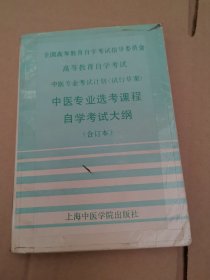 全国高等教育自学考试指导委员会
高等教育自学考试
中医专业考试计划(试行草案)
中医专业选考课程
自学考试大纲
(合订本)
上海中医学院出版社